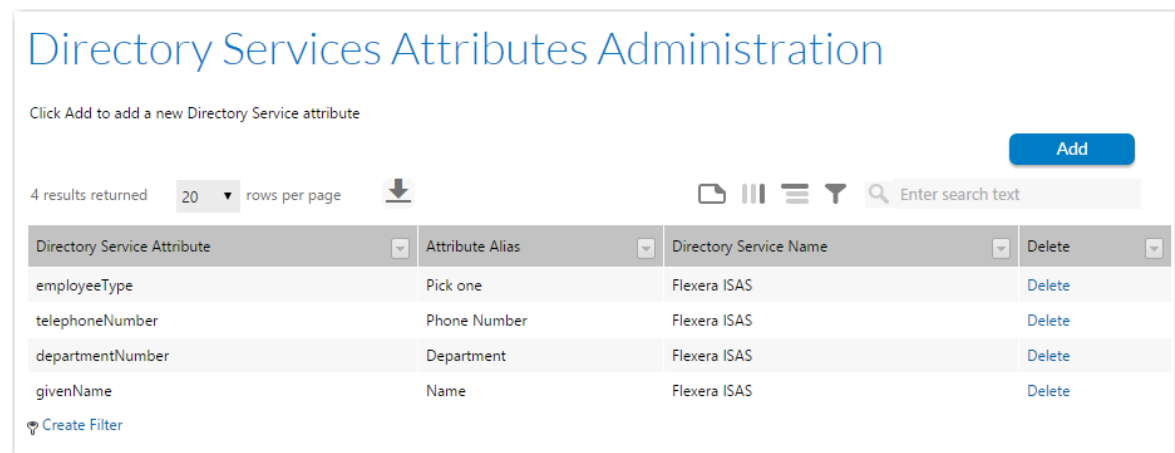 Directory Services Attributes Administration
Click Add to add a new Directory Service attribute
Add
4 results returned 20 rows per page Enter search text
Directory Service Attribute Attribute Alias Directory Service Name Delete
employeeType Pick one Flexera ISAS Delete
telephoneNumber Phone Number Flexera ISAS Delete
departmentNumber Department Flexera ISAS Delete
givenName Name Flexera ISAS Delete
Create Filter